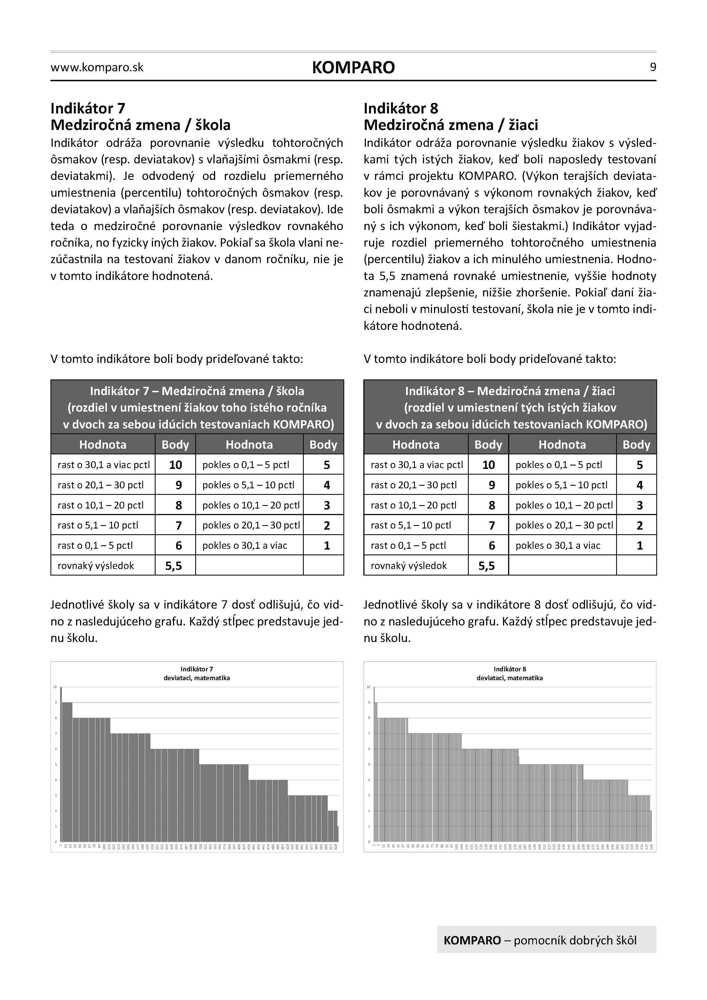 www.komparo.sk
KOMPARO
9
Indikátor 7
Medziročná zmena / škola
Indikátor odráža porovnanie výsledku tohtoročných
ôsmakov (resp. deviatakov) s vlaňajšími ôsmakmi (resp.
deviatakmi). Je odvodený od rozdielu priemerného
umiestnenia (percentilu) tohtoročných ôsmakov (resp.
deviatakov) a vlaňajších ôsmakov (resp. deviatakov). Ide
teda o medziročné porovnanie výsledkov rovnakého
ročníka, no fyzicky iných žiakov. Pokiaľ sa škola vlani ne-
zúčastnila na testovaní žiakov v danom ročníku, nie je
v tomto indikátore hodnotená.
V tomto indikátore boli body prideľované takto:
Indikátor 7 – Medziročná zmena / škola
(rozdiel v umiestnení žiakov toho istého ročníka
v dvoch za sebou idúcich testovaniach KOMPARO)
Hodnota Body Hodnota Body
rast o 30,1 a viac pctl 10 pokles o 0,1 – 5 pctl 5
rast o 20,1 – 30 pctl 9 pokles o 5,1 – 10 pctl 4
rast o 10,1 – 20 pctl 8 pokles o 10,1 – 20 pctl 3
rast o 5,1 – 10 pctl 7 pokles o 20,1 – 30 pctl 2
rast o 0,1 – 5 pctl 6 pokles o 30,1 a viac 1
rovnaký výsledok 5,5
Jednotlivé školy sa v indikátore 7 dosť odlišujú, čo vid-
no z nasledujúceho grafu. Každý stĺpec predstavuje jed-
nu školu.
Indikátor 7
deviataci, matematika
10
9
8
7
6
5
4
3
2
1
0
1 12 23 34 45 56 67 78 89 100 111 122 133 144 155 166 177 188 199 210 221 232 243 254 265 276 287 298 309 320 331 342 353 364 375 386 397 408 419 430 441 452 463 474 485 496 507 518 529 540 551 562 573 584 595 606 617 628
Indikátor 8
Medziročná zmena / žiaci
Indikátor odráža porovnanie výsledku žiakov s výsled-
kami tých istých žiakov, keď boli naposledy testovaní
v rámci projektu KOMPARO. (Výkon terajších deviata-
kov je porovnávaný s výkonom rovnakých žiakov, keď
boli ôsmakmi a výkon terajších ôsmakov je porovnáva-
ný s ich výkonom, keď boli šiestakmi.) Indikátor vyjad-
ruje rozdiel priemerného tohtoročného umiestnenia
(percentilu) žiakov a ich minulého umiestnenia. Hodno-
ta 5,5 znamená rovnaké umiestnenie, vyššie hodnoty
znamenajú zlepšenie, nižšie zhoršenie. Pokiaľ daní žia-
ci neboli v minulosti testovaní, škola nie je v tomto indi-
kátore hodnotená.
V tomto indikátore boli body prideľované takto:
Indikátor 8 – Medziročná zmena / žiaci
(rozdiel v umiestnení tých istých žiakov
v dvoch za sebou idúcich testovaniach KOMPARO)
Hodnota Body Hodnota Body
rast o 30,1 a viac pctl 10 pokles o 0,1 – 5 pctl 5
rast o 20,1 – 30 pctl 9 pokles o 5,1 – 10 pctl 4
rast o 10,1 – 20 pctl 8 pokles o 10,1 – 20 pctl 3
rast o 5,1 – 10 pctl 7 pokles o 20,1 – 30 pctl 2
rast o 0,1 – 5 pctl 6 pokles o 30,1 a viac 1
rovnaký výsledok 5,5
Jednotlivé školy sa v indikátore 8 dosť odlišujú, čo vid-
no z nasledujúceho grafu. Každý stĺpec predstavuje jed-
nu školu.
Indikátor 8
deviataci, matematika
10
9
8
7
6
5
4
3
2
1
0
1 7 13 19 25 31 37 43 49 55 61 67 73 79 85 91 97 103 109 115 121 127 133 139 145 151 157 163 169 175 181 187 193 199 205 211 217 223 229 235 241 247 253 259 265 271 277 283 289 295 301 307 313 319 325 331 337 343
KOMPARO – pomocník dobrých škôl